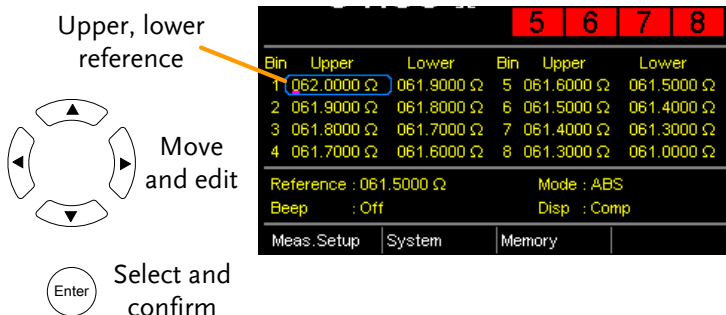 Upper, lower
reference
5 6 7 8
Bin Upper Lower Bin Upper Lower
1 062.0000 Ω 061.9000 Ω 5 061.6000 Ω 061.5000 Ω
2 061.9000 Ω 061.8000 Ω 6 061.5000 Ω 061.4000 Ω
3 061.8000 Ω 061.7000 Ω 7 061.4000 Ω 061.3000 Ω
4 061.7000 Ω 061.6000 Ω 8 061.3000 Ω 061.0000 Ω
Move
and edit
Reference : 061.5000 Ω Mode : ABS
Beep : Off Disp : Comp
Meas.Setup System Memory
Enter
Select and
confirm